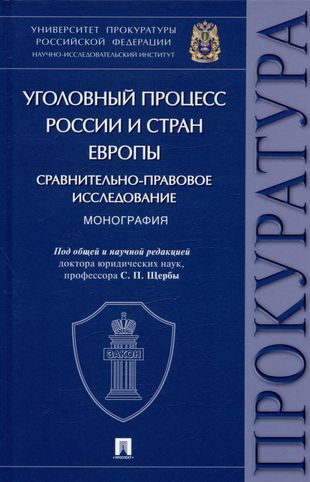 УНИВЕРСИТЕТ ПРОКУРАТУРЫ
РОССИЙСКОЙ ФЕДЕРАЦИИ
НАУЧНО-ИССЛЕДОВАТЕЛЬСКИЙ ИНСТИТУТ
УГОЛОВНЫЙ ПРОЦЕСС
РОССИИ И СТРАН
ЕВРОПЫ
СРАВНИТЕЛЬНО-ПРАВОВОЕ
ИССЛЕДОВАНИЕ
МОНОГРАФИЯ
Под общей и научной редакцией
доктора юридических наук,
профессора С. П. Щербы
ЗАКОН
ПРОСПЕКТ
ПРОКУРАТУРА